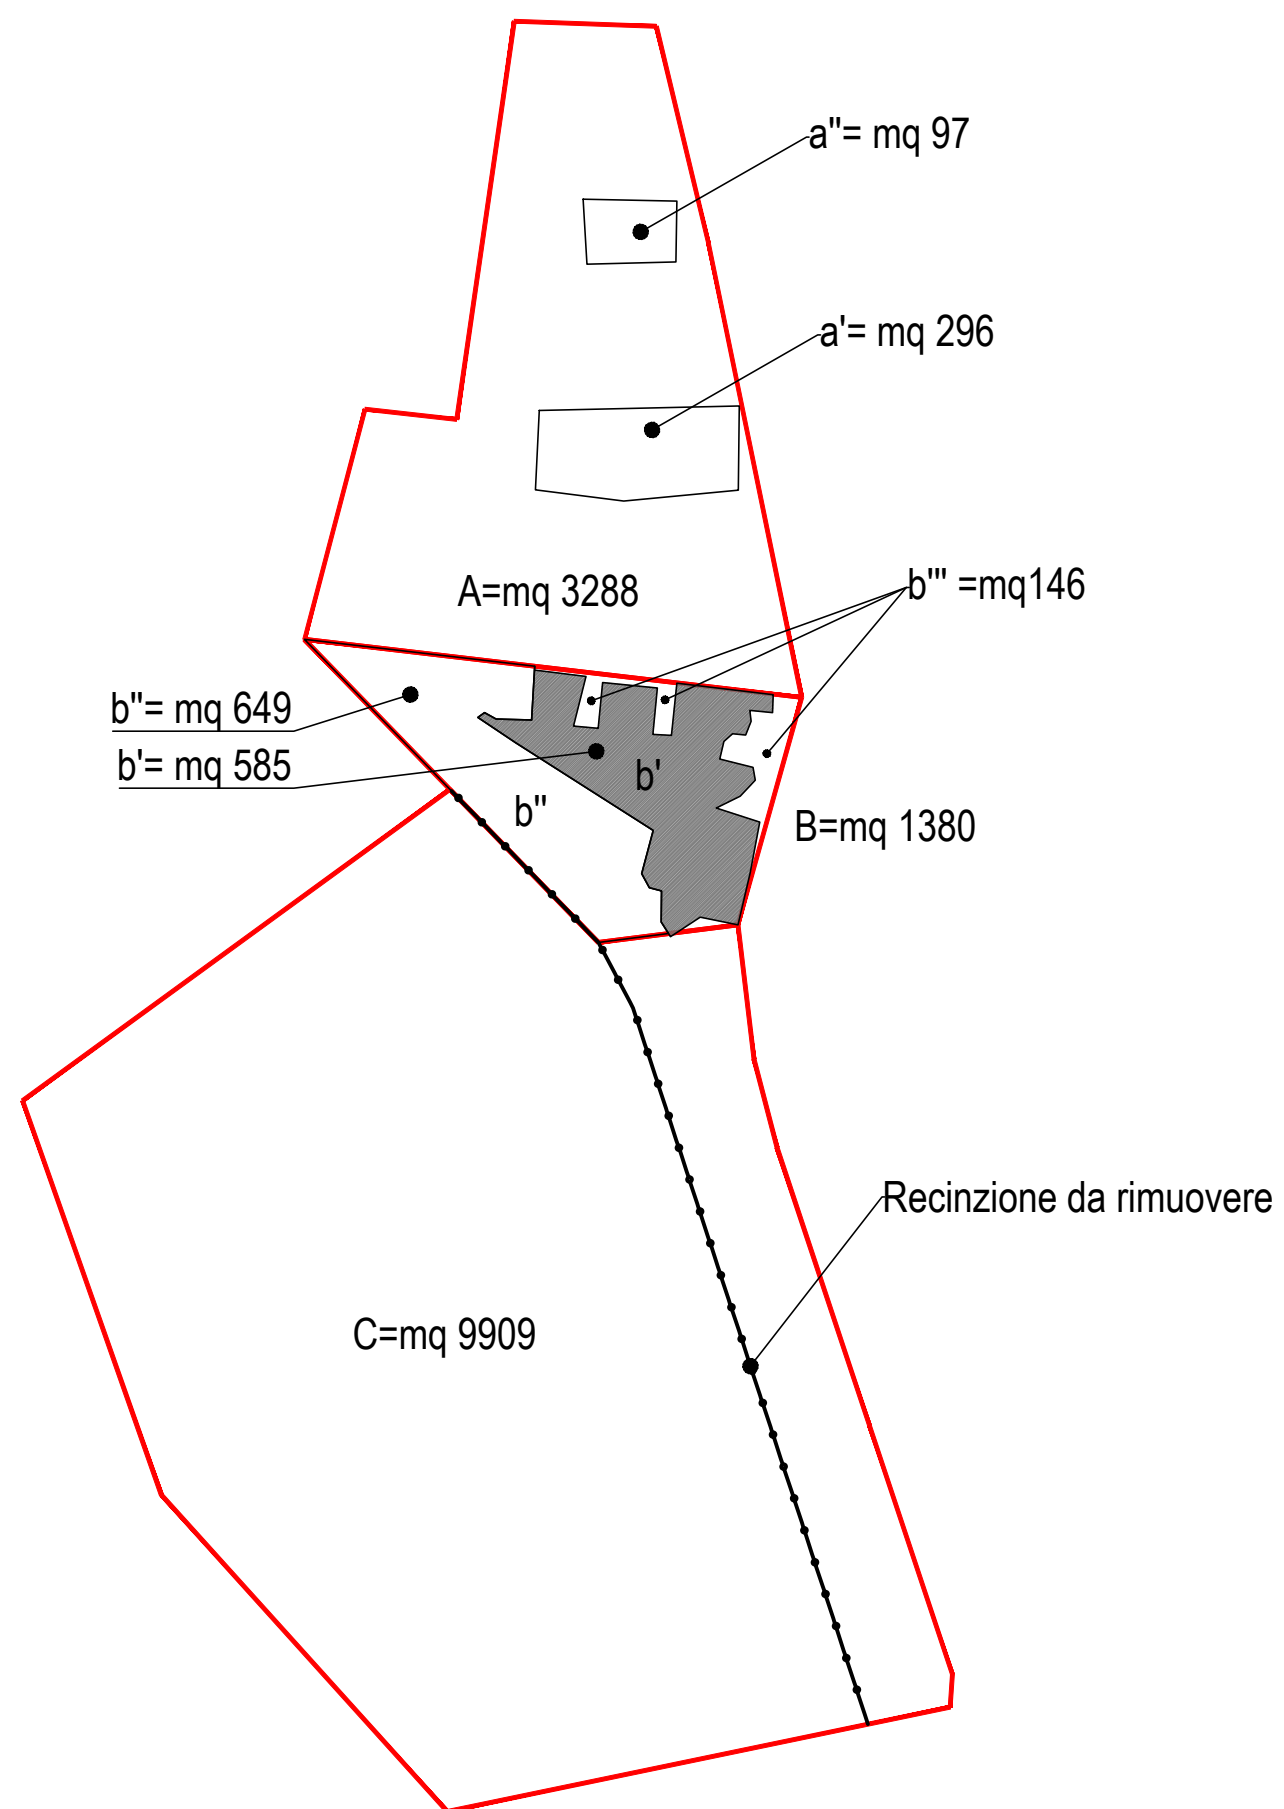 a''= mq 97
a'= mq 296
A=mq 3288
b''' =mq146
b''= mq 649
b'= mq 585
b'
b''
B=mq 1380
Recinzione da rimuovere
C=mq 9909